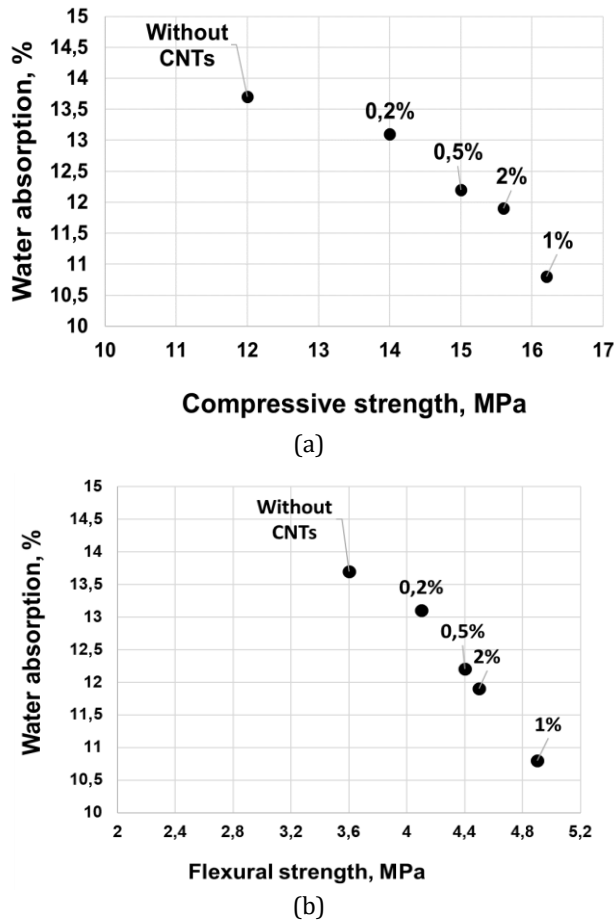 15
14,5
14
13,5
13
12,5
12
11,5
11
10,5
10
Water absorption, %
Without
CNTs
0,2%
0,5%
2%
1%
10 11 12 13 14 15 16 17
Compressive strength, MPa
(a)
15
14,5
14
13,5
13
12,5
12
11,5
11
10,5
10
Water absorption, %
Without
CNTs
0,2%
0,5%
2%
1%
2 2,4 2,8 3,2 3,6 4 4,4 4,8 5,2
Flexural strength, MPa
(b)